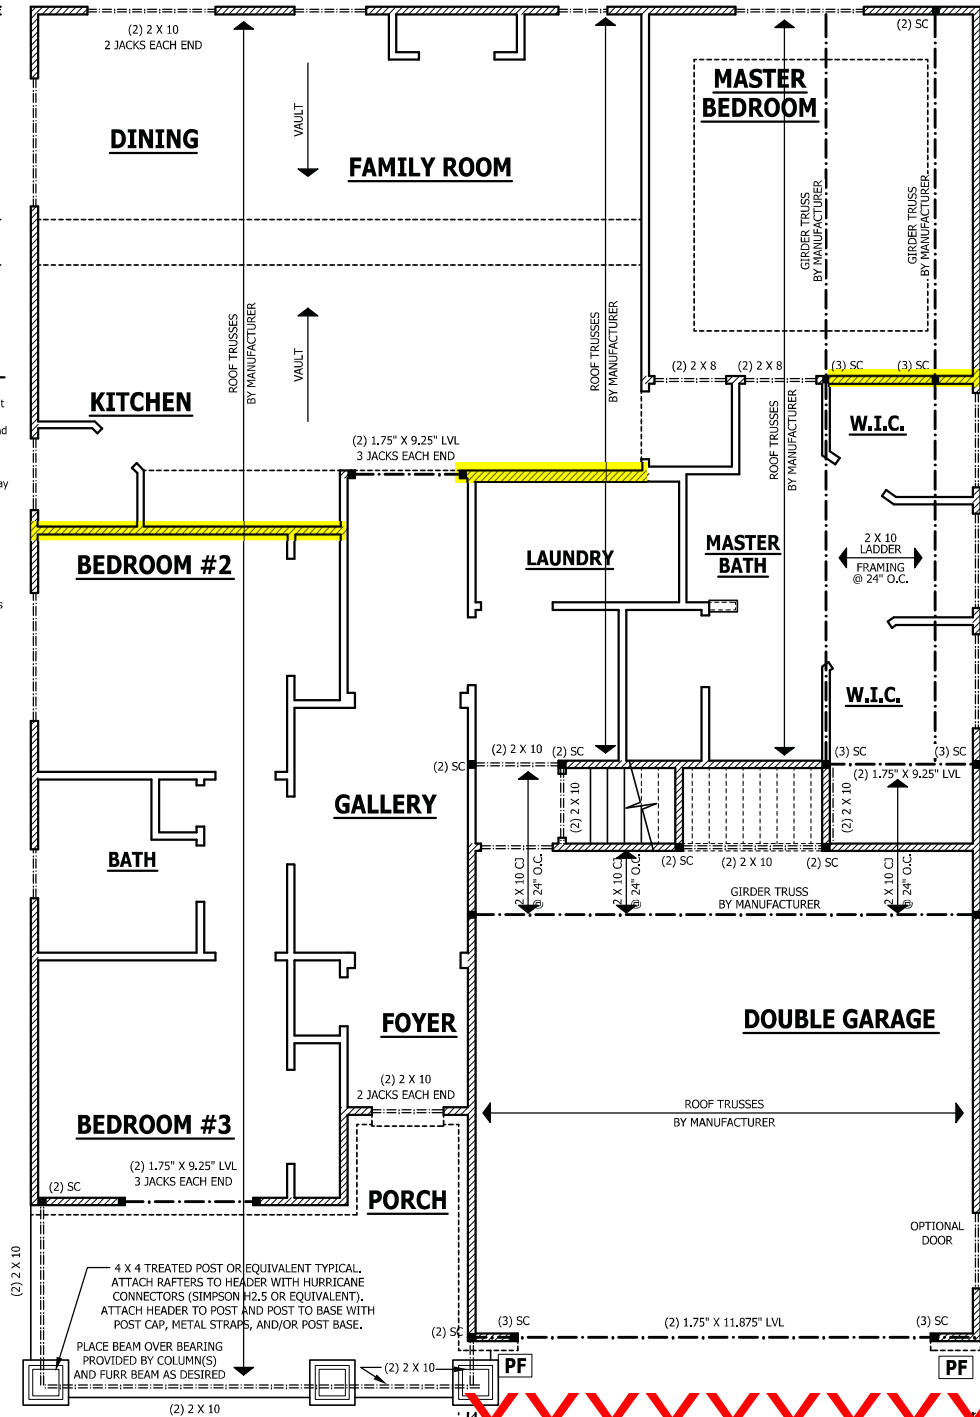 (2) 2 X 10
2 JACKS EACH END
(2) SC
DINING
FAMILY ROOM
MASTER
BEDROOM
VAULT
GIRDER TRUSS
BY MANUFACTURER
GIRDER TRUSS
BY MANUFACTURER
ROOF TRUSSES
BY MANUFACTURER
VAULT
ROOF TRUSSES
BY MANUFACTURER
(2) 2 X 8
(2) 2 X 8
(3) SC
(3) SC
KITCHEN
W.I.C.
(2) 1.75" X 9.25" LVL
3 JACKS EACH END
ROOF TRUSSES
BY MANUFACTURER
BEDROOM #2
LAUNDRY
MASTER
BATH
2 X 10
LADDER
FRAMING
@ 24" O.C.
W.I.C.
(2) SC
(2) 2 X 10
(2) SC
(3) SC
(3) SC
(2) 1.75" X 9.25" LVL
GALLERY
(2) 2 X 10
(2) 2 X 10
BATH
2 X 10 CJ
@ 24" O.C.
2 X 10 CJ
@ 24" O.C.
(2) SC
(2) 2 X 10
(2) SC
2 X 10 CJ
@ 24" O.C.
GIRDER TRUSS
BY MANUFACTURER
FOYER
DOUBLE GARAGE
(2) 2 X 10
2 JACKS EACH END
ROOF TRUSSES
BY MANUFACTURER
BEDROOM #3
(2) 1.75" X 9.25" LVL
3 JACKS EACH END
(2) SC
PORCH
OPTIONAL
DOOR
(2) 2 X 10
4 X 4 TREATED POST OR EQUIVALENT TYPICAL.
ATTACH RAFTERS TO HEADER WITH HURRICANE
CONNECTORS (SIMPSON H2.5 OR EQUIVALENT).
ATTACH HEADER TO POST AND POST TO BASE WITH
POST CAP, METAL STRAPS, AND/OR POST BASE.
(2) SC
(3) SC
(2) 1.75" X 11.875" LVL
(3) SC
PLACE BEAM OVER BEARING
PROVIDED BY COLUMN(S)
AND FURR BEAM AS DESIRED
(2) 2 X 10
PF
PF
(2) 2 X 10